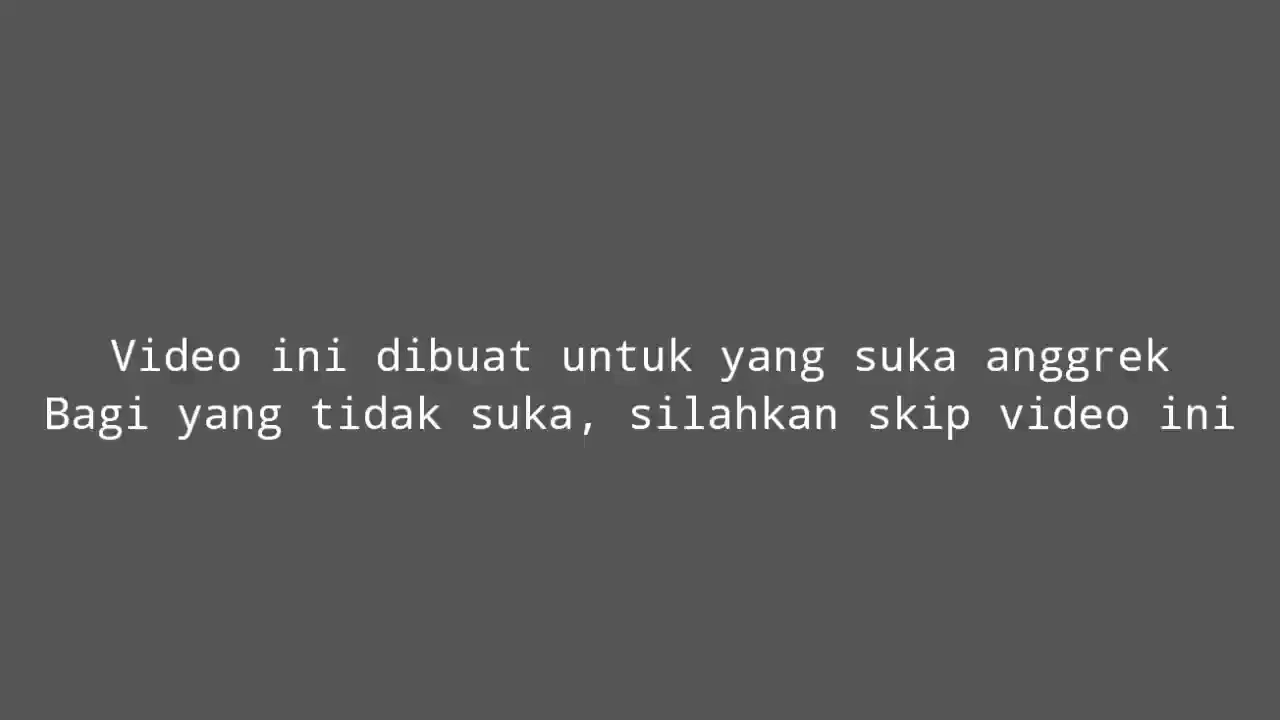 Video ini dibuat untuk yang suka anggrek
Bagi yang tidak suka, silahkan skip video ini